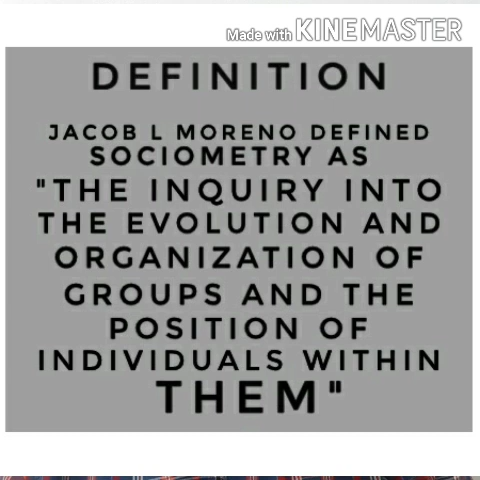 Made with KINEMASTER
DEFINITION
JACOB L MORENO DEFINED
SOCIOMETRY AS
"THE INQUIRY INTO
THE EVOLUTION AND
ORGANIZATION OF
GROUPS AND THE
POSITION OF
INDIVIDUALS WITHIN
THEM"